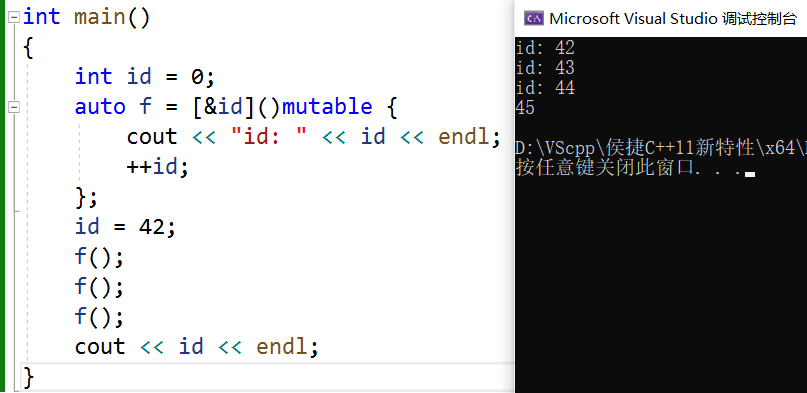 int main()
{
    int id = 0;
    auto f = [&id]()mutable {
        cout << "id: " << id << endl;
        ++id;
    };
    id = 42;
    f();
    f();
    f();
    cout << id << endl;
}
Microsoft Visual Studio 调试控制台
id: 42
id: 43
id: 44
45
D:\VScpp\侯捷C++11新特性\x64\
按任意键关闭此窗口. . .